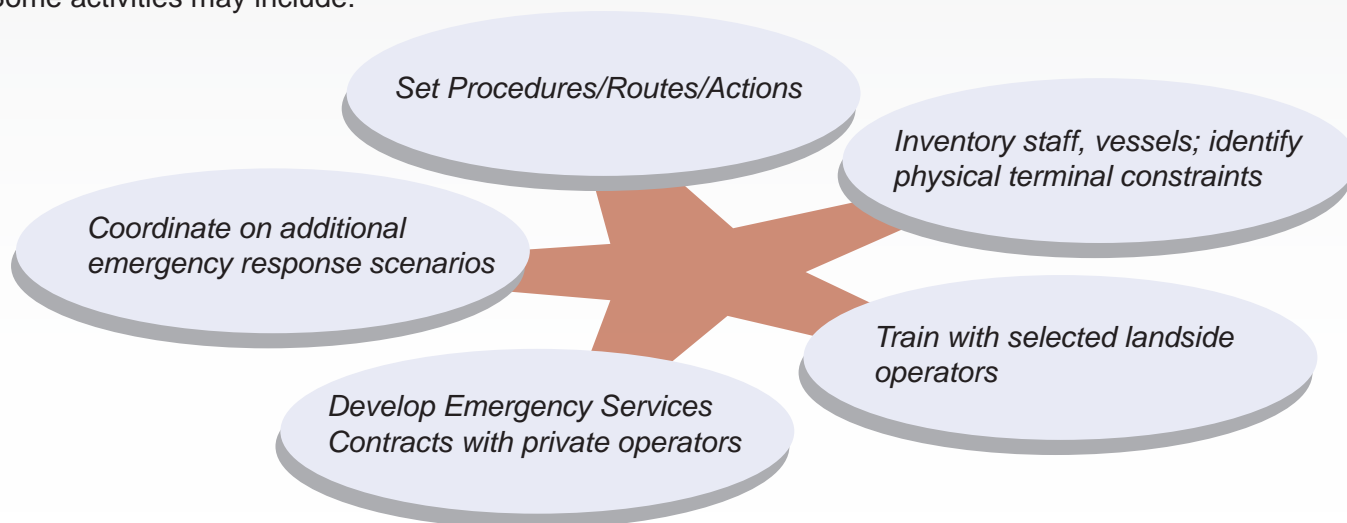 Some activities may include:
Set Procedures/Routes/Actions
Inventory staff, vessels; identify
physical terminal constraints
Coordinate on additional
emergency response scenarios
Train with selected landside
operators
Develop Emergency Services
Contracts with private operators